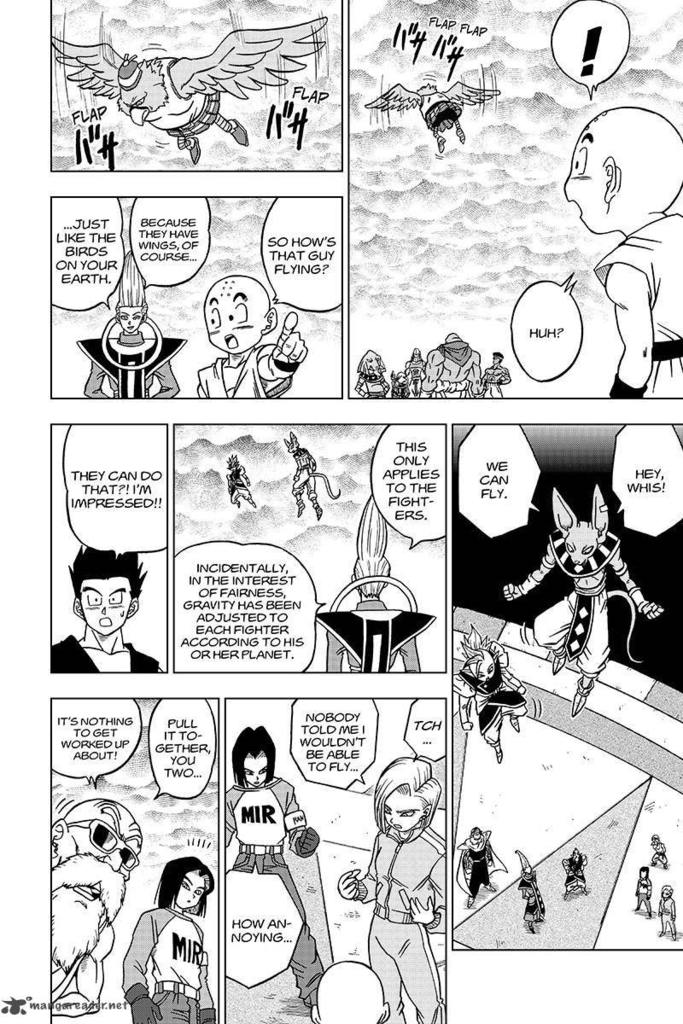 !
FLAP FLAP
バサ
バサ
HUH?
FLAP
バサ
FLAP
バサ
SO HOW'S
THAT GUY
FLYING?
BECAUSE
THEY HAVE
WINGS, OF
COURSE...
...JUST
LIKE THE
BIRDS
ON YOUR
EARTH.
HEY,
WHIS!
WE
CAN
FLY.
THIS
ONLY
APPLIES
TO THE
FIGHT-
ERS.
INCIDENTALLY,
IN THE INTEREST
OF FAIRNESS,
GRAVITY HAS BEEN
ADJUSTED TO
EACH FIGHTER
ACCORDING TO HIS
OR HER PLANET.
THEY CAN DO
THAT?! I'M
IMPRESSED!!
TCH
...
NOBODY
TOLD ME I
WOULDN'T
BE ABLE
TO FLY...
MIR
RAN
HOW AN-
NOYING...
PULL
IT TO-
GETHER,
YOU
TWO...
IT'S NOTHING
TO GET
WORKED UP
ABOUT!
MIR
mangareader.net